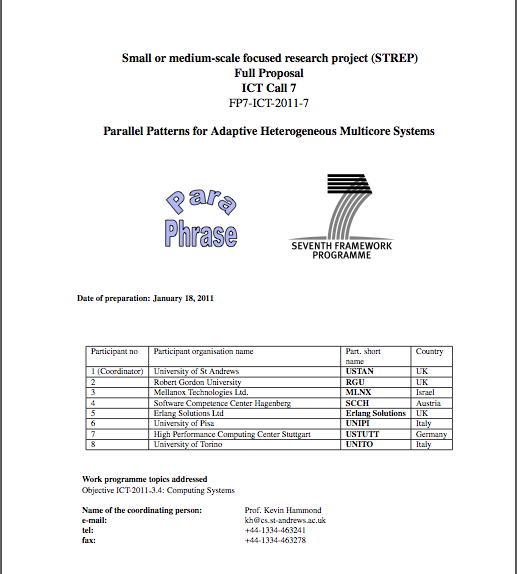 Small or medium-scale focused research project (STREP)
Full Proposal
ICT Call 7
FP7-ICT-2011-7
Parallel Patterns for Adaptive Heterogeneous Multicore Systems
Para
Phrase
SEVENTH FRAMEWORK
PROGRAMME
Date of preparation: January 18, 2011
Participant no Participant organisation name Part. short name Country
1 (Coordinator) University of St Andrews USTAN UK
2 Robert Gordon University RGU UK
3 Mellanox Technologies Ltd. MLNX Israel
4 Software Competence Center Hagenberg SCCH Austria
5 Erlang Solutions Ltd Erlang Solutions UK
6 University of Pisa UNIPI Italy
7 High Performance Computing Center Stuttgart USTUTT Germany
8 University of Torino UNITO Italy
Work programme topics addressed
Objective ICT-2011-3.4: Computing Systems
Name of the coordinating person: Prof. Kevin Hammond
e-mail: kh@cs.st-andrews.ac.uk
tel: +44-1334-463241
fax: +44-1334-463278